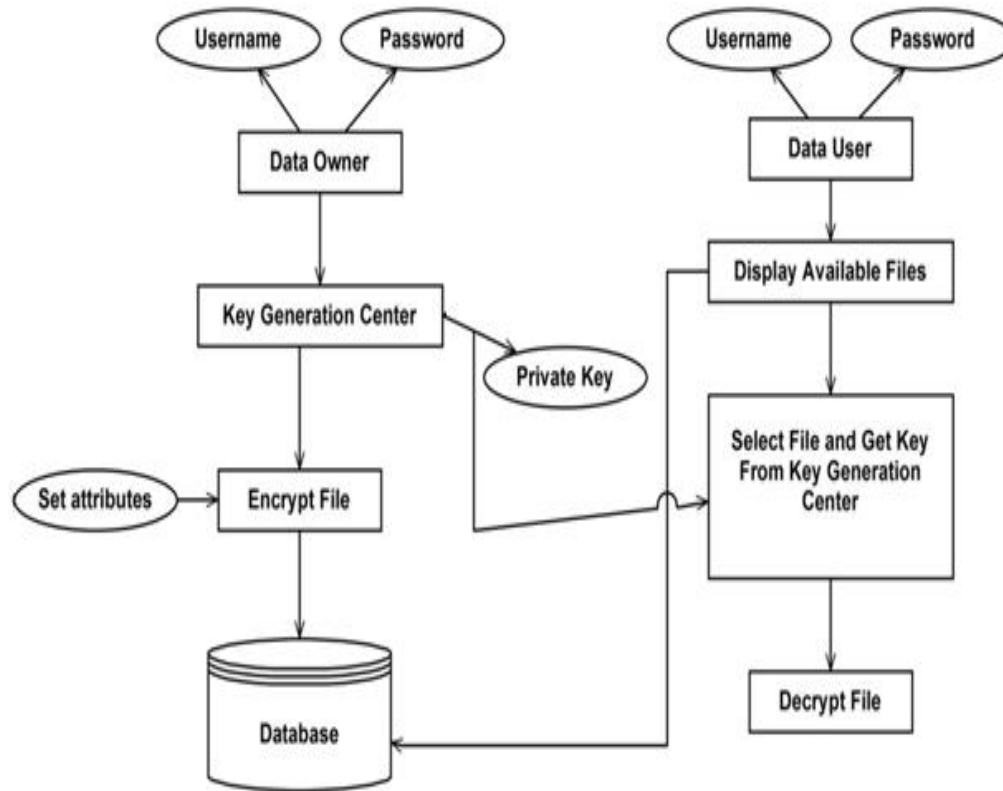 Username
Password
Username
Password
Data Owner
Data User
Display Available Files
Key Generation Center
Private Key
Select File and Get Key
From Key Generation
Center
Set attributes
Encrypt File
Decrypt File
Database